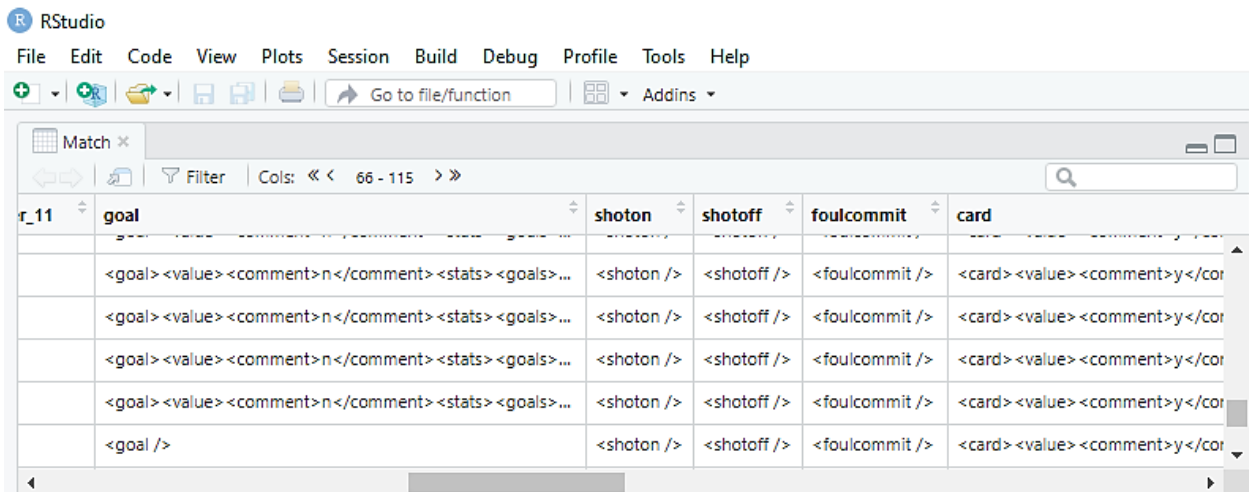 RStudio
File Edit Code View Plots Session Build Debug Profile Tools Help
Go to file/function Addins
Match
Filter Cols: « ‹ 66 - 115 › »
r_11 goal shoton shotoff foulcommit card
<goal><value><comment>n</comment><stats><goals>... <shoton /> <shotoff /> <foulcommit /> <card><value><comment>y</cor
<goal><value><comment>n</comment><stats><goals>... <shoton /> <shotoff /> <foulcommit /> <card><value><comment>y</cor
<goal><value><comment>n</comment><stats><goals>... <shoton /> <shotoff /> <foulcommit /> <card><value><comment>y</cor
<goal><value><comment>n</comment><stats><goals>... <shoton /> <shotoff /> <foulcommit /> <card><value><comment>y</cor
<goal /> <shoton /> <shotoff /> <foulcommit /> <card><value><comment>y</cor